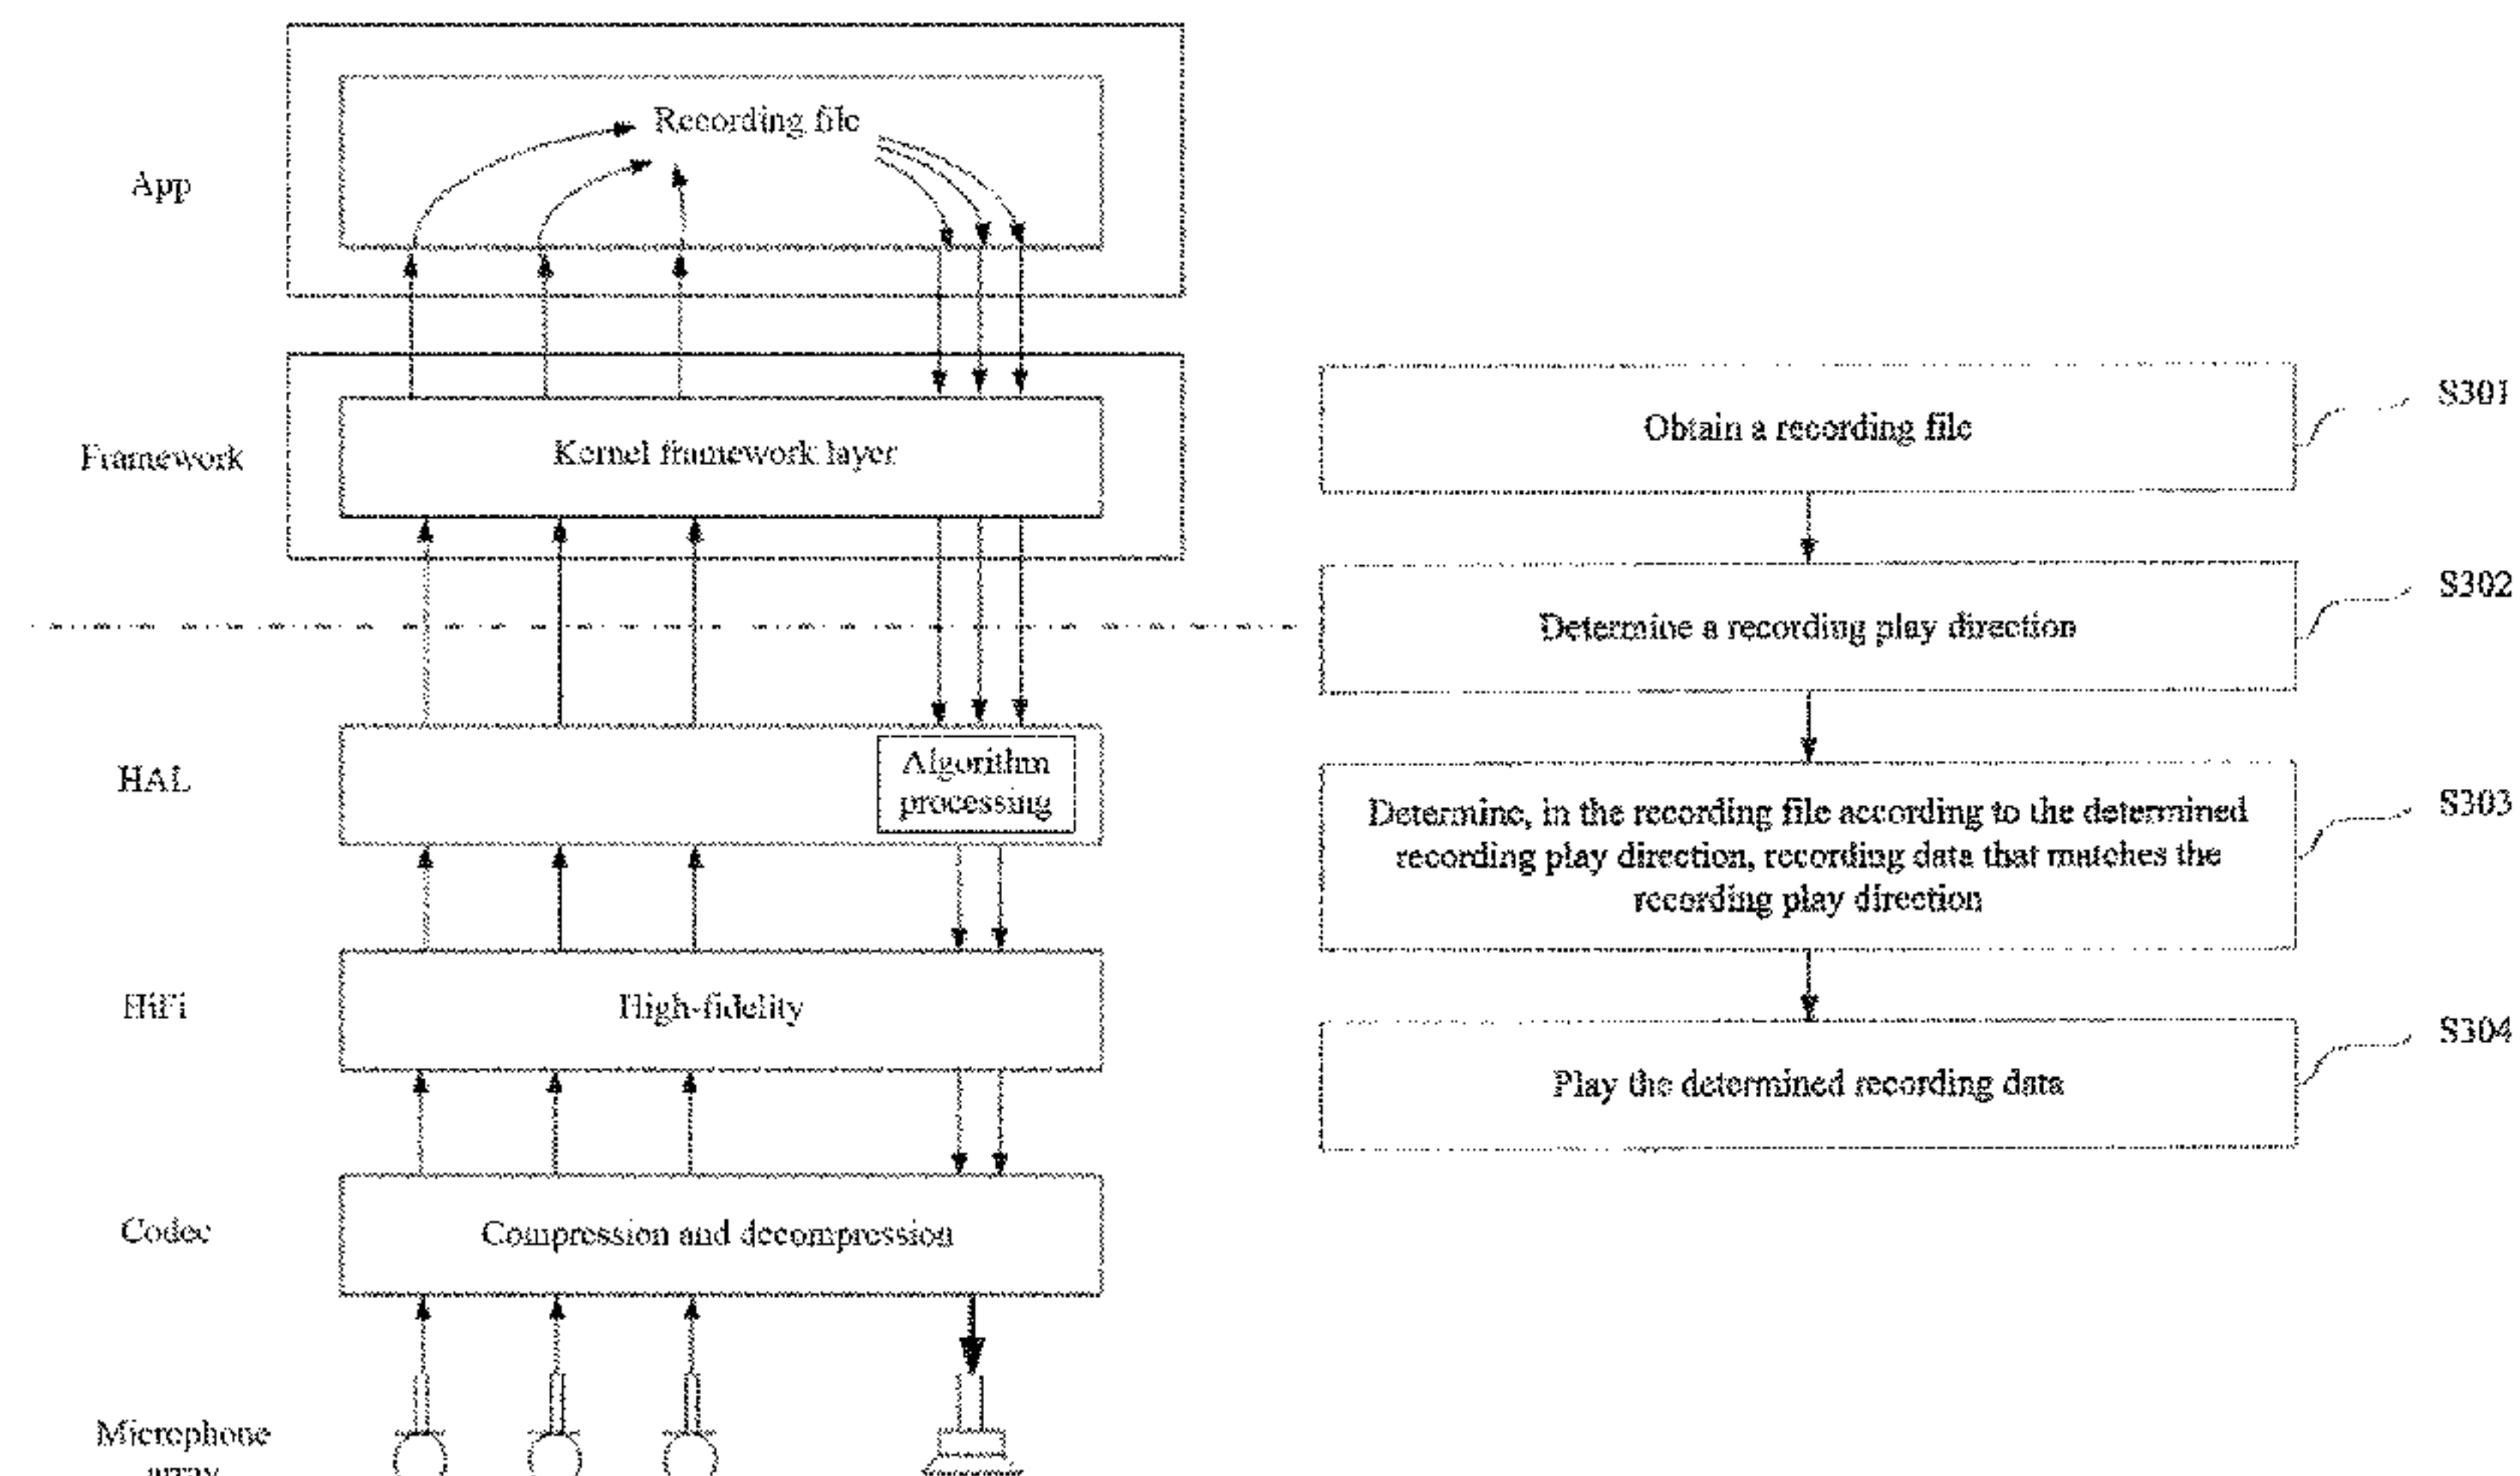 App
Recording file
Framework
Kernel framework layer
HAL
Algorithm
processing
HiFi
High-fidelity
Codec
Compression and decompression
Microphone
array
Obtain a recording file
S301
Determine a recording play direction
S302
Determine, in the recording file according to the determined
recording play direction, recording data that matches the
recording play direction
S303
Play the determined recording data
S304